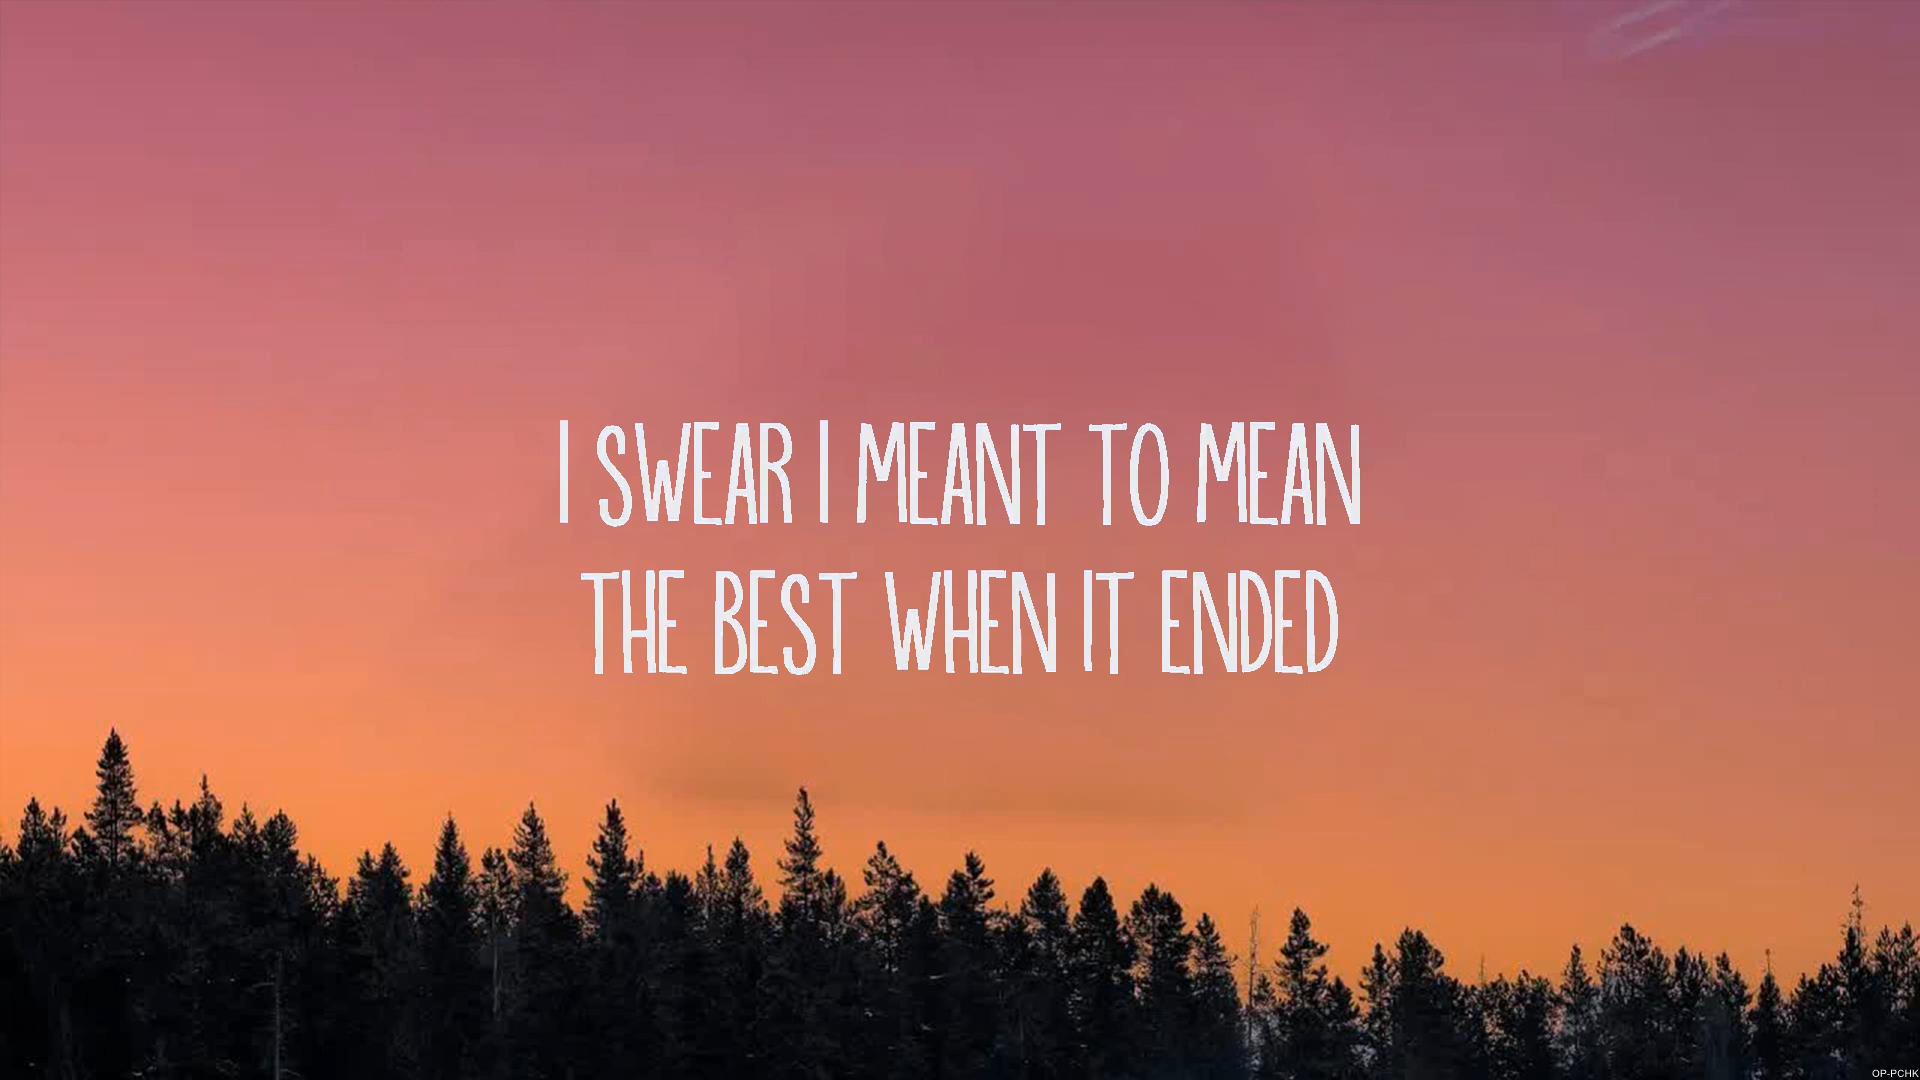 I SWEAR I MEANT TO MEAN
THE BEST WHEN IT ENDED
OP-PCHK